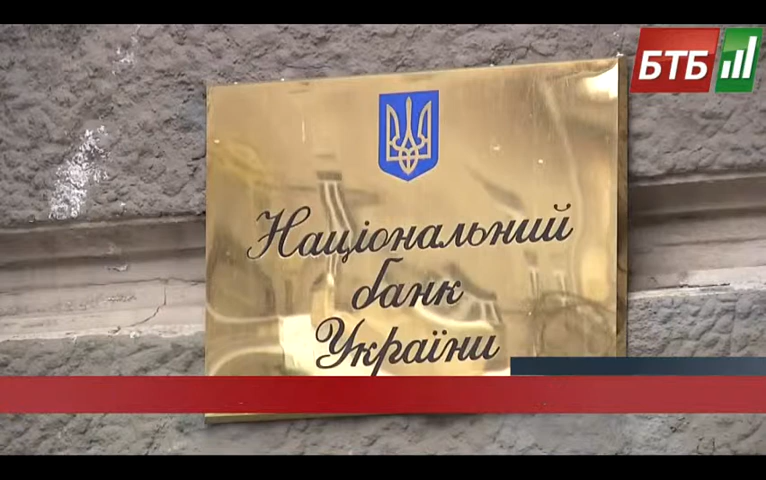 БТБ
Національний
банк
України